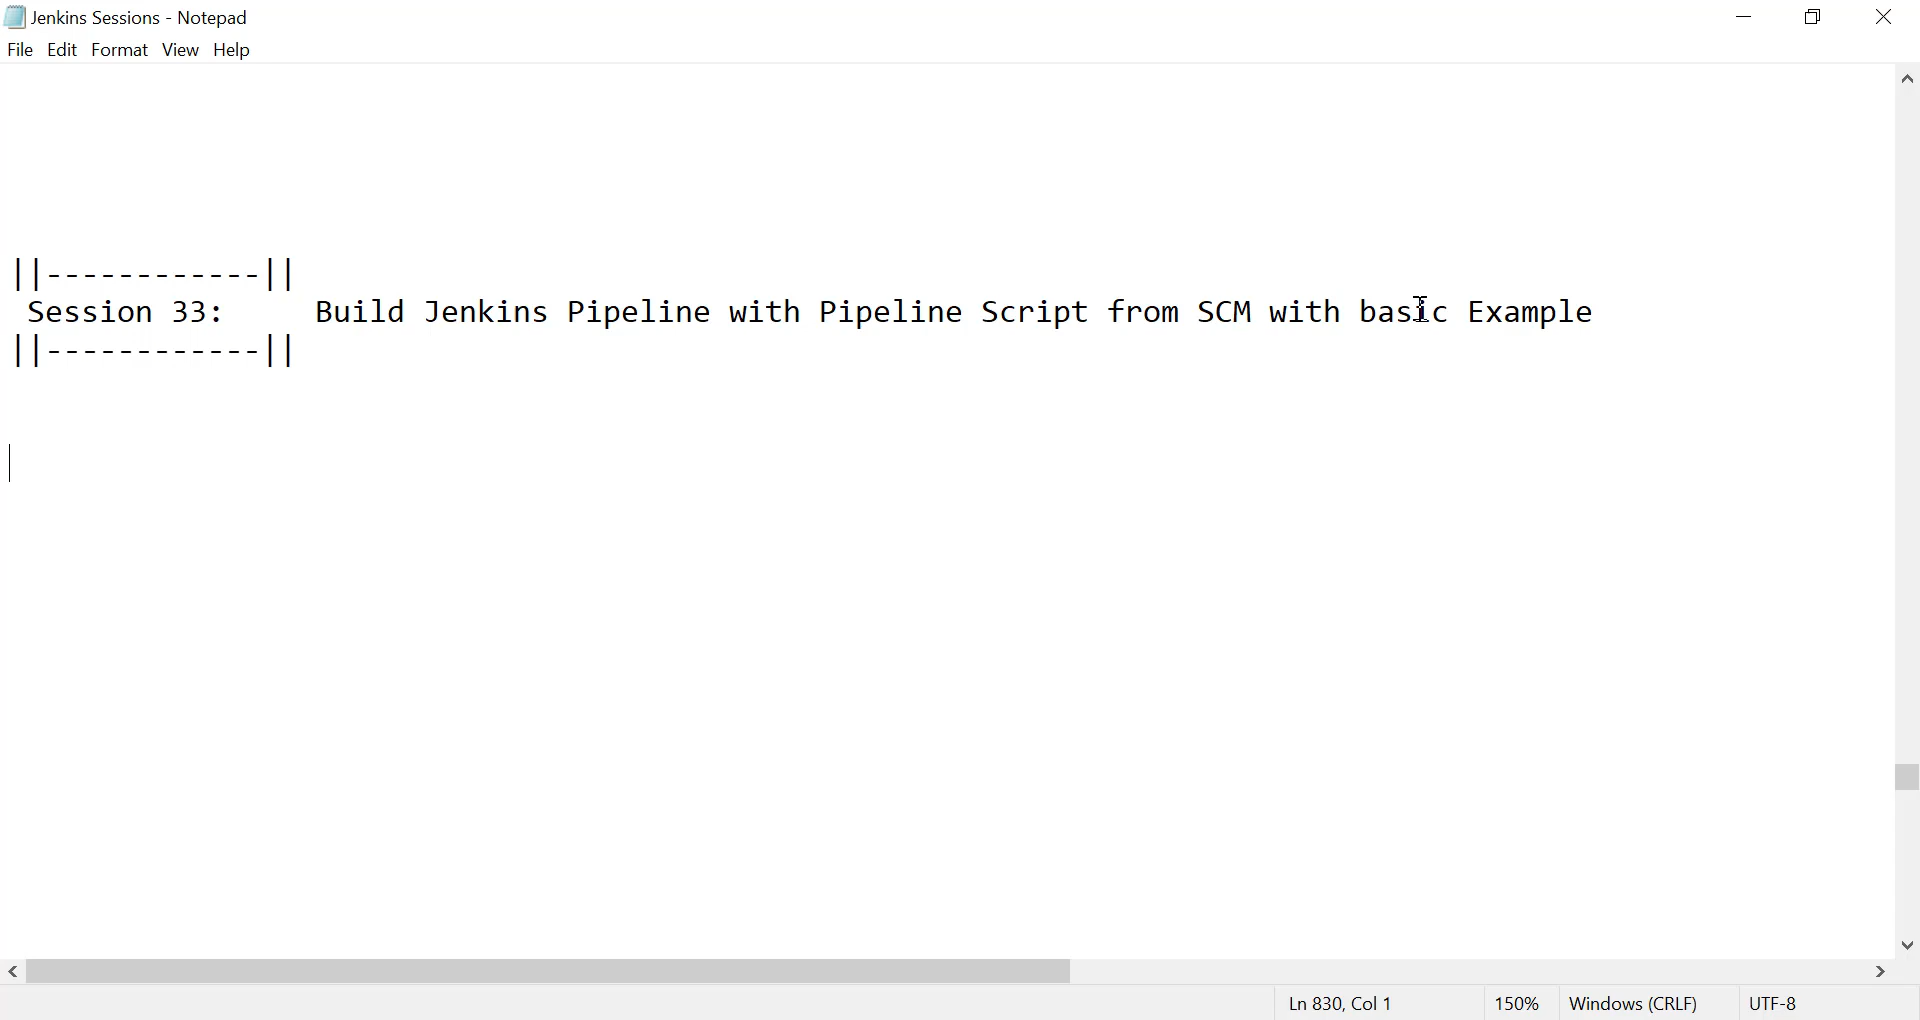 Jenkins Sessions - Notepad
File Edit Format View Help
||------------||
Session 33: Build Jenkins Pipeline with Pipeline Script from SCM with basic Example
||------------||
Ln 830, Col 1 150% Windows (CRLF) UTF-8